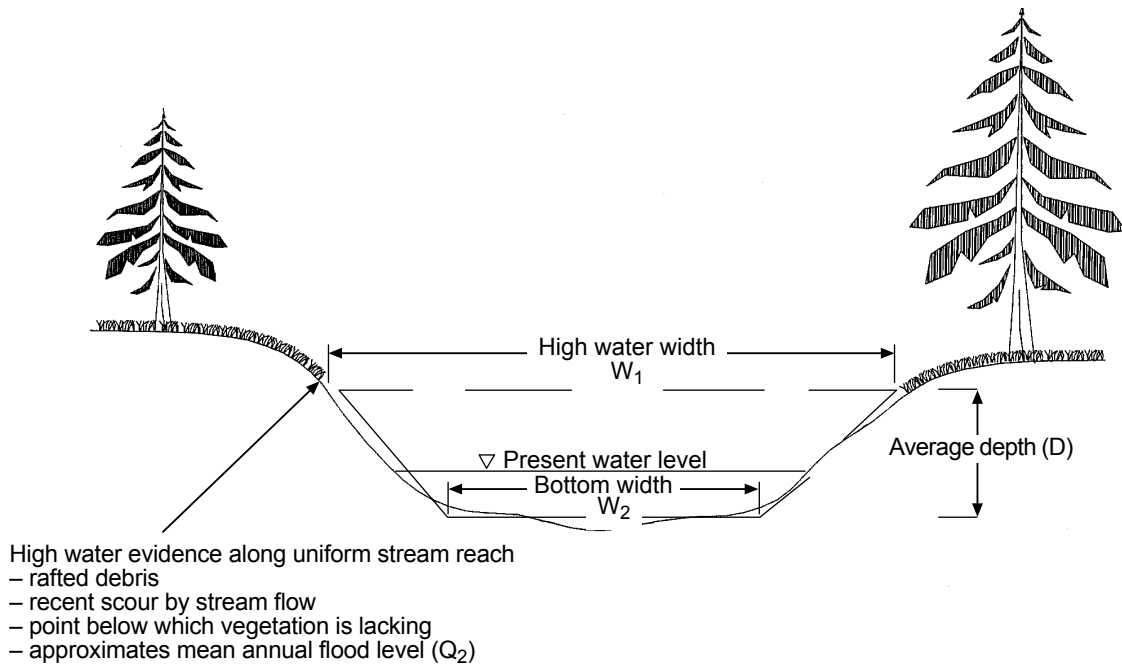 High water width
W₁
Average depth (D)
▽ Present water level
Bottom width
W₂
High water evidence along uniform stream reach
– rafted debris
– recent scour by stream flow
– point below which vegetation is lacking
– approximates mean annual flood level (Q₂)